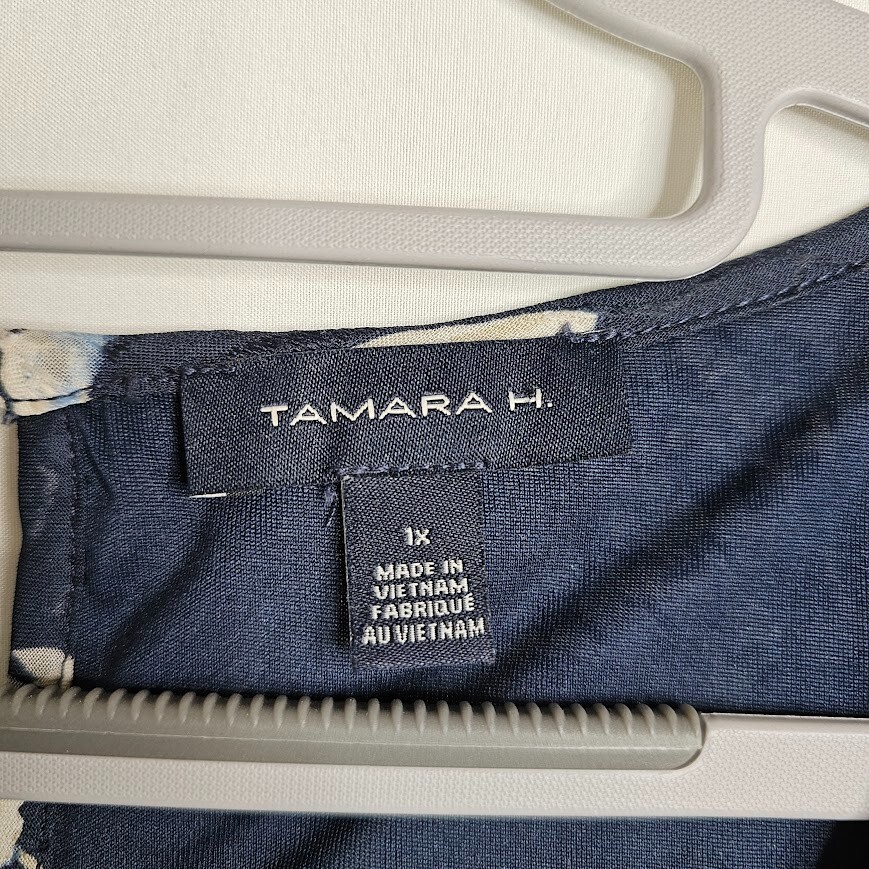 TAMARA H.
1X
MADE IN
VIETNAM
FABRIQUÉ
AU VIETNAM